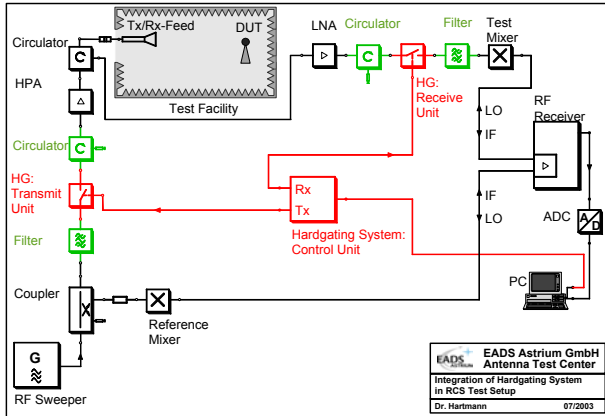 Tx/Rx-Feed
DUT
Test Facility
Circulator
C
HPA
Circulator
C
HG:
Transmit
Unit
Filter
Coupler
G
RF Sweeper
Reference
Mixer
LNA
Circulator
C
HG:
Receive
Unit
Filter
Test
Mixer
LO
IF
RF
Receiver
IF
LO
Rx
Tx
Hardgating System:
Control Unit
ADC
A
D
PC
EADS
ASTRIUM
EADS Astrium GmbH
Antenna Test Center
Integration of Hardgating System
in RCS Test Setup
Dr. Hartmann 07/2003